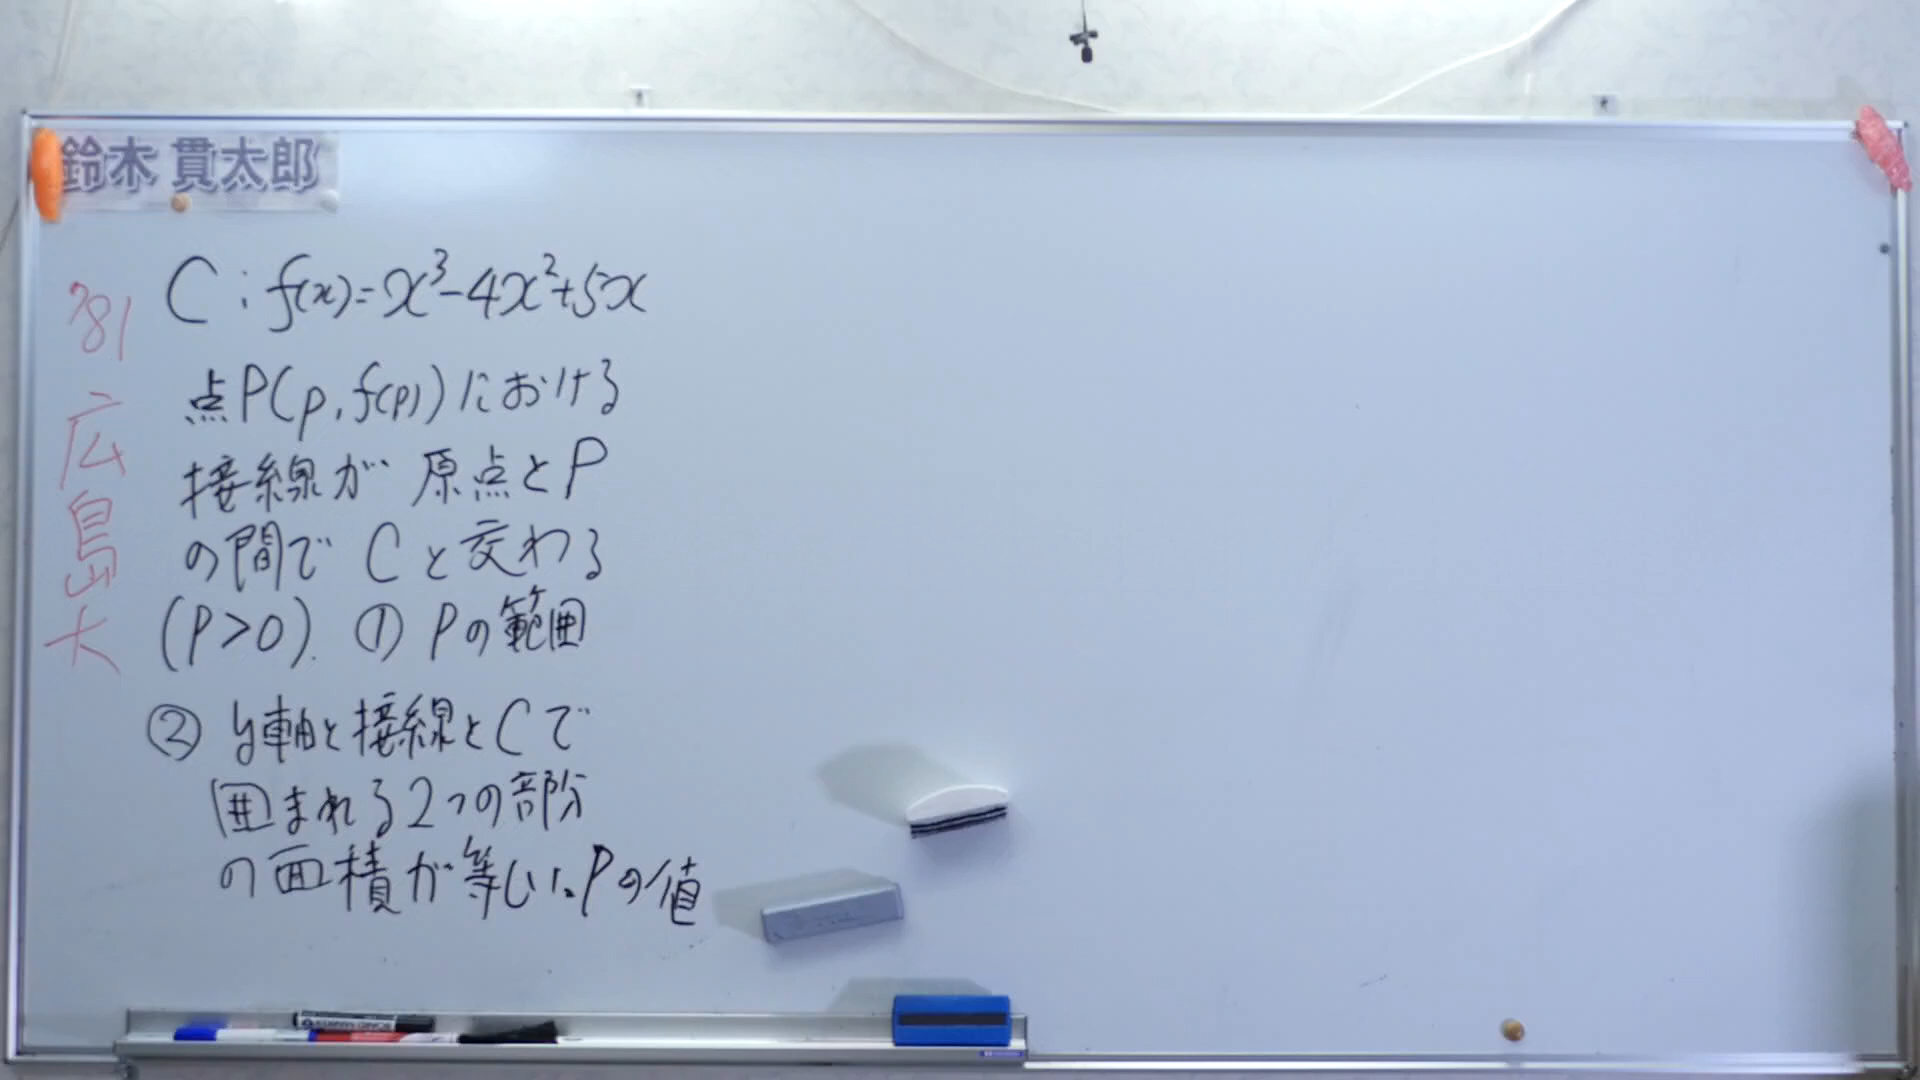 鈴木 貫太郎
'81 広島大
C : f(x)=x³-4x²+5x
点P(p, f(p))における
接線が 原点とP
の間で Cと交わる
(P>0). ① Pの範囲
② y軸と接線とCで
囲まれる2つの部分
の面積が等しい.Pの値